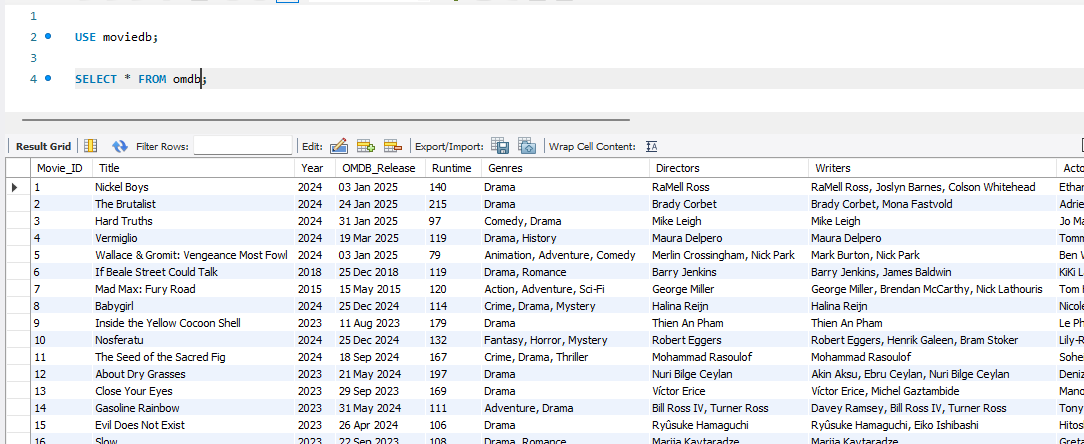 1
2 USE moviedb;
3
4 SELECT * FROM omdb;
Result Grid Filter Rows: Edit: Export/Import: Wrap Cell Content:
Movie_ID Title Year OMDB_Release Runtime Genres Directors Writers Acto
1 Nickel Boys 2024 03 Jan 2025 140 Drama RaMell Ross RaMell Ross, Joslyn Barnes, Colson Whitehead Ethan
2 The Brutalist 2024 24 Jan 2025 215 Drama Brady Corbet Brady Corbet, Mona Fastvold Adrie
3 Hard Truths 2024 31 Jan 2025 97 Comedy, Drama Mike Leigh Mike Leigh Jo Ma
4 Vermiglio 2024 19 Mar 2025 119 Drama, History Maura Delpero Maura Delpero Tomm
5 Wallace & Gromit: Vengeance Most Fowl 2024 03 Jan 2025 79 Animation, Adventure, Comedy Merlin Crossingham, Nick Park Mark Burton, Nick Park Ben W
6 If Beale Street Could Talk 2018 25 Dec 2018 119 Drama, Romance Barry Jenkins Barry Jenkins, James Baldwin KiKi L
7 Mad Max: Fury Road 2015 15 May 2015 120 Action, Adventure, Sci-Fi George Miller George Miller, Brendan McCarthy, Nick Lathouris Tom H
8 Babygirl 2024 25 Dec 2024 114 Crime, Drama, Mystery Halina Reijn Halina Reijn Nicole
9 Inside the Yellow Cocoon Shell 2023 11 Aug 2023 179 Drama Thien An Pham Thien An Pham Le Ph
10 Nosferatu 2024 25 Dec 2024 132 Fantasy, Horror, Mystery Robert Eggers Robert Eggers, Henrik Galeen, Bram Stoker Lily-R
11 The Seed of the Sacred Fig 2024 18 Sep 2024 167 Crime, Drama, Thriller Mohammad Rasoulof Mohammad Rasoulof Sohe
12 About Dry Grasses 2023 21 May 2024 197 Drama Nuri Bilge Ceylan Akin Aksu, Ebru Ceylan, Nuri Bilge Ceylan Deniz
13 Close Your Eyes 2023 29 Sep 2023 169 Drama Víctor Erice Víctor Erice, Michel Gaztambide Mano
14 Gasoline Rainbow 2023 31 May 2024 111 Adventure, Drama Bill Ross IV, Turner Ross Davey Ramsey, Bill Ross IV, Turner Ross Tony
15 Evil Does Not Exist 2023 26 Apr 2024 106 Drama Ryûsuke Hamaguchi Ryûsuke Hamaguchi, Eiko Ishibashi Hitos
16 Slow 2023 22 Sep 2023 108 Drama, Romance Marija Kavtaradze Marija Kavtaradze Greta